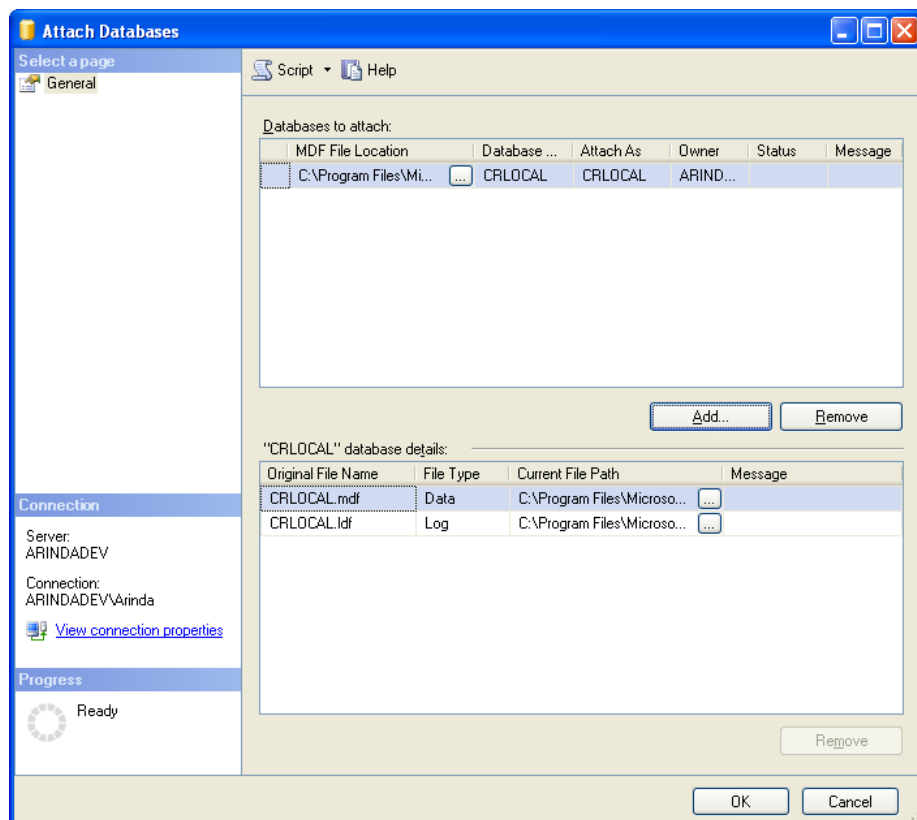 Attach Databases
Select a page
General
Script Help
Databases to attach:
MDF File Location Database ... Attach As Owner Status Message
C:\Program Files\Mi... ... CRLOCAL CRLOCAL ARIND...
Add... Remove
"CRLOCAL" database details:
Original File Name File Type Current File Path Message
CRLOCAL.mdf Data C:\Program Files\Microso... ...
CRLOCAL.ldf Log C:\Program Files\Microso... ...
Connection
Server:
ARINDADEV
Connection:
ARINDADEV\Arinda
View connection properties
Progress
Ready
Remove
OK Cancel